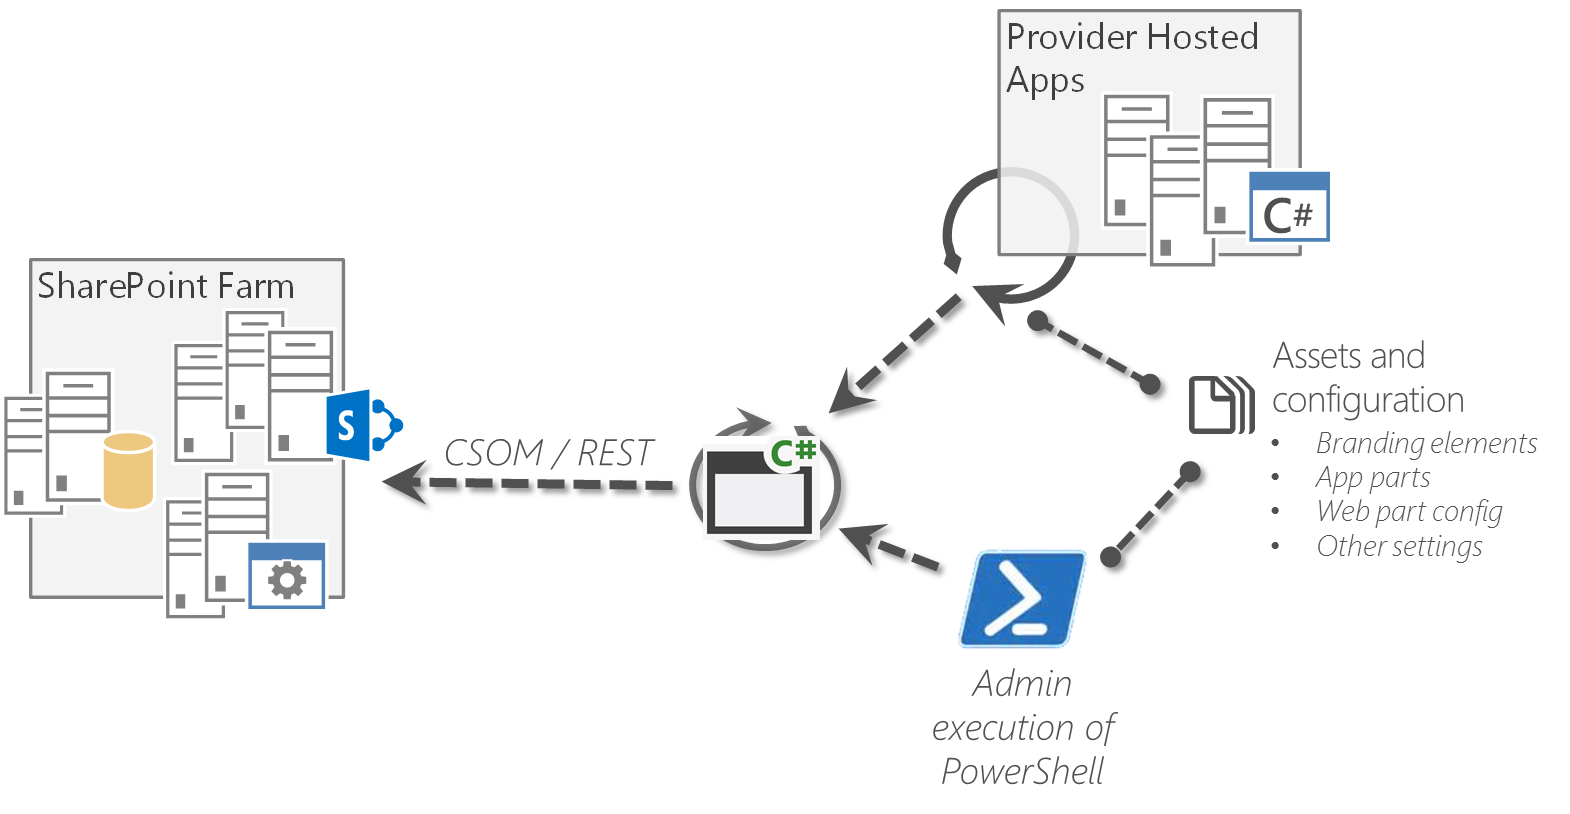 Provider Hosted
Apps
C#
SharePoint Farm
S
CSOM / REST
C#
Assets and
configuration
• Branding elements
• App parts
• Web part config
• Other settings
Admin
execution of
PowerShell